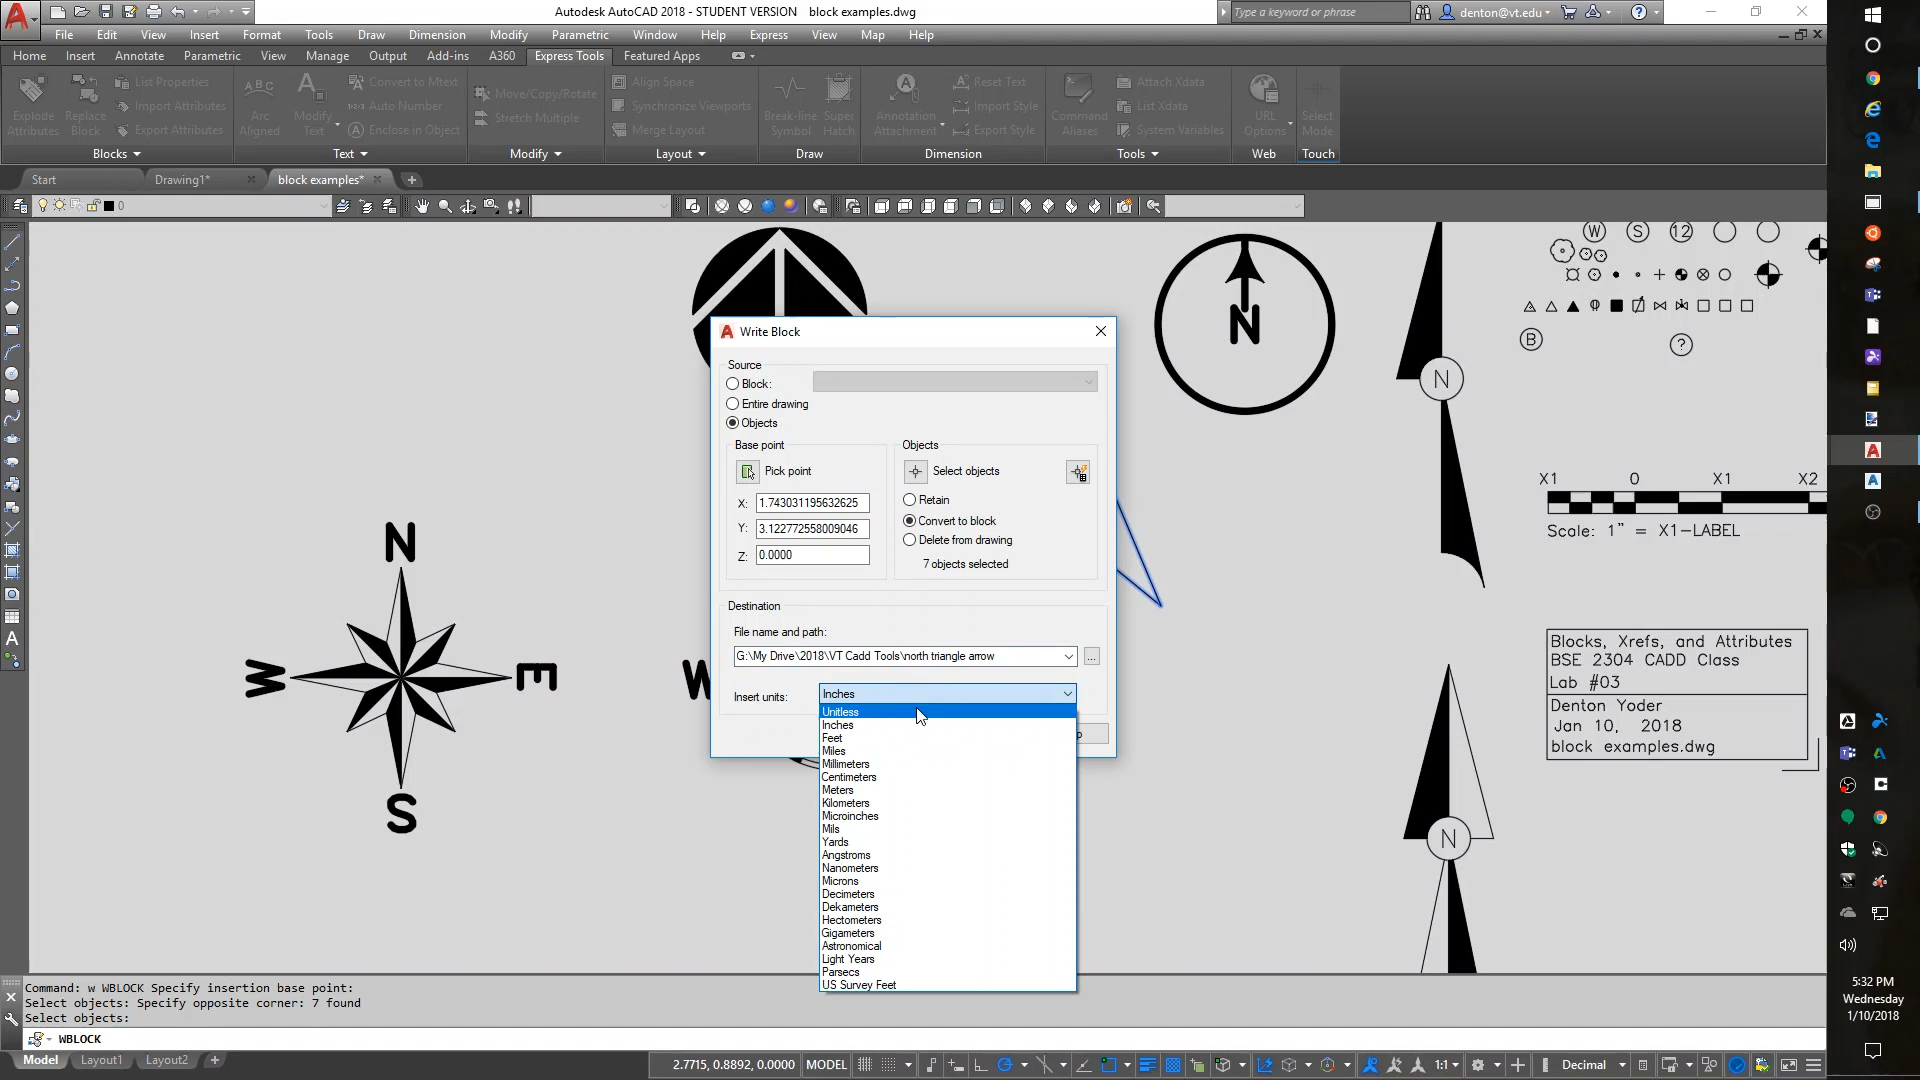 Autodesk AutoCAD 2018 - STUDENT VERSION block examples.dwg
Type a keyword or phrase
denton@vt.edu
File Edit View Insert Format Tools Draw Dimension Modify Parametric Window Help Express View Map Help
Home Insert Annotate Parametric View Manage Output Add-ins A360 Express Tools Featured Apps
Explode Attributes
Replace Block
List Properties
Import Attributes
Export Attributes
ABC
Arc Aligned
Modify Text
Convert to Mtext
Auto Number
Enclose in Object
Move/Copy/Rotate
Stretch Multiple
Align Space
Synchronize Viewports
Merge Layout
Break-line Symbol
Super Hatch
Annotation Attachment
Reset Text
Import Style
Export Style
Command Aliases
Attach Xdata
List Xdata
System Variables
URL Options
Select Mode
Blocks Text Modify Layout Draw Dimension Tools Web Touch
Start Drawing1* block examples*
0
W S 12
B ?
N
N
X1 0 X1 X2
Scale: 1" = X1-LABEL
Blocks, Xrefs, and Attributes
BSE 2304 CADD Class
Lab #03
Denton Yoder
Jan 10, 2018
block examples.dwg
N
N
W E
S
W
Write Block
Source
Block:
Entire drawing
Objects
Base point
Pick point
X: 1.743031195632625
Y: 3.122772558009046
Z: 0.0000
Objects
Select objects
Retain
Convert to block
Delete from drawing
7 objects selected
Destination
File name and path:
G:\My Drive\2018\VT Cadd Tools\north triangle arrow
...
Insert units: Inches
Unitless
Inches
Feet
Miles
Millimeters
Centimeters
Meters
Kilometers
Microinches
Mils
Yards
Angstroms
Nanometers
Microns
Decimeters
Dekameters
Hectometers
Gigameters
Astronomical
Light Years
Parsecs
US Survey Feet
Command: w WBLOCK Specify insertion base point:
Select objects: Specify opposite corner: 7 found
Select objects:
WBLOCK
Model Layout1 Layout2
2.7715, 0.8892, 0.0000 MODEL 1:1 Decimal
5:32 PM
Wednesday
1/10/2018